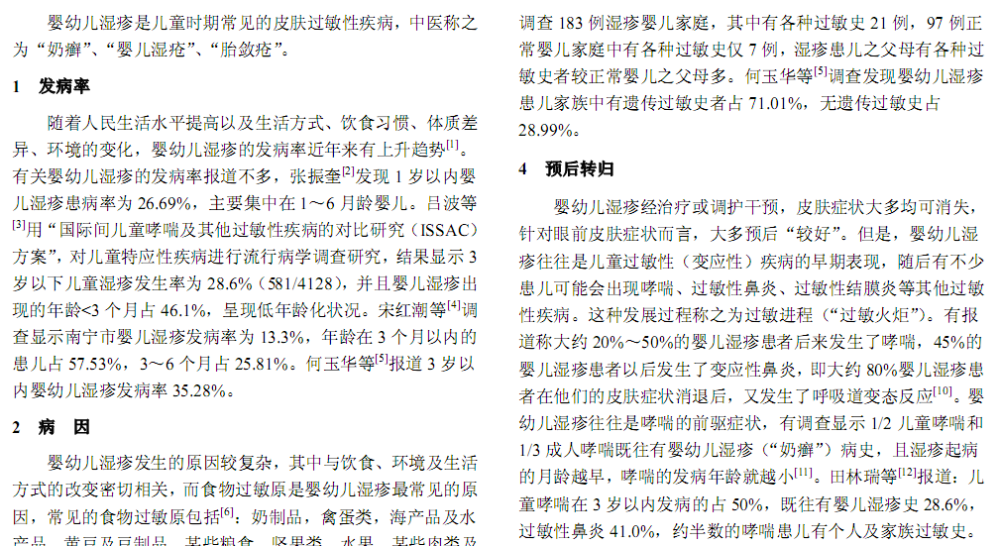 婴幼儿湿疹是儿童时期常见的皮肤过敏性疾病，中医称之
为“奶癣”、“婴儿湿疮”、“胎敛疮”。
1 发病率
随着人民生活水平提高以及生活方式、饮食习惯、体质差
异、环境的变化，婴幼儿湿疹的发病率近年来有上升趋势[1]。
有关婴幼儿湿疹的发病率报道不多，张振奎[2]发现 1 岁以内婴
儿湿疹患病率为 26.69%，主要集中在 1～6 月龄婴儿。吕波等
[3]用“国际间儿童哮喘及其他过敏性疾病的对比研究（ISSAC）
方案”，对儿童特应性疾病进行流行病学调查研究，结果显示 3
岁以下儿童湿疹发生率为 28.6%（581/4128），并且婴儿湿疹出
现的年龄<3 个月占 46.1%，呈现低年龄化状况。宋红潮等[4]调
查显示南宁市婴儿湿疹发病率为 13.3%，年龄在 3 个月以内的
患儿占 57.53%，3～6 个月占 25.81%。何玉华等[5]报道 3 岁以
内婴幼儿湿疹发病率 35.28%。
2 病 因
婴幼儿湿疹发生的原因较复杂，其中与饮食、环境及生活
方式的改变密切相关，而食物过敏原是婴幼儿湿疹最常见的原
因，常见的食物过敏原包括[6]：奶制品，禽蛋类，海产品及水
产品，黄豆及豆制品，某些粮食，坚果类，水果，某些肉类及
调查 183 例湿疹婴儿家庭，其中有各种过敏史 21 例，97 例正
常婴儿家庭中有各种过敏史仅 7 例，湿疹患儿之父母有各种过
敏史者较正常婴儿之父母多。何玉华等[5]调查发现婴幼儿湿疹
患儿家族中有遗传过敏史者占 71.01%，无遗传过敏史占
28.99%。
4 预后转归
婴幼儿湿疹经治疗或调护干预，皮肤症状大多均可消失，
针对眼前皮肤症状而言，大多预后“较好”。但是，婴幼儿湿
疹往往是儿童过敏性（变应性）疾病的早期表现，随后有不少
患儿可能会出现哮喘、过敏性鼻炎、过敏性结膜炎等其他过敏
性疾病。这种发展过程称之为过敏进程（“过敏火炬”）。有报
道称大约 20%～50%的婴儿湿疹患者后来发生了哮喘，45%的
婴儿湿疹患者以后发生了变应性鼻炎，即大约 80%婴儿湿疹患
者在他们的皮肤症状消退后，又发生了呼吸道变态反应[10]。婴
幼儿湿疹往往是哮喘的前驱症状，有调查显示 1/2 儿童哮喘和
1/3 成人哮喘既往有婴幼儿湿疹（“奶癣”）病史，且湿疹起病
的月龄越早，哮喘的发病年龄就越小[11]。田林瑞等[12]报道：儿
童哮喘在 3 岁以内发病的占 50%，既往有婴湿疹史 28.6%，
过敏性鼻炎 41.0%，约半数的哮喘患儿有个人及家族过敏史。